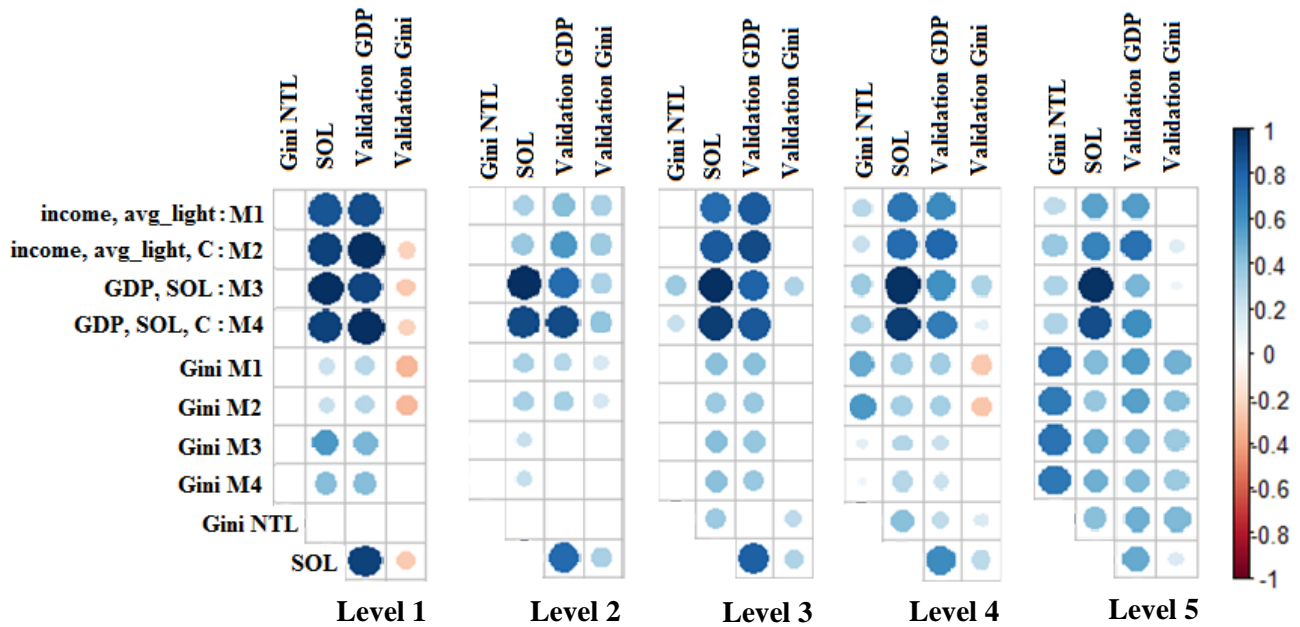 Gini NTL
SOL
Validation GDP
Validation Gini
Gini NTL
SOL
Validation GDP
Validation Gini
Gini NTL
SOL
Validation GDP
Validation Gini
Gini NTL
SOL
Validation GDP
Validation Gini
Gini NTL
SOL
Validation GDP
Validation Gini
income, avg_light : M1
income, avg_light, C : M2
GDP, SOL : M3
GDP, SOL, C : M4
Gini M1
Gini M2
Gini M3
Gini M4
Gini NTL
SOL
1
0.8
0.6
0.4
0.2
0
-0.2
-0.4
-0.6
-0.8
-1
Level 1
Level 2
Level 3
Level 4
Level 5